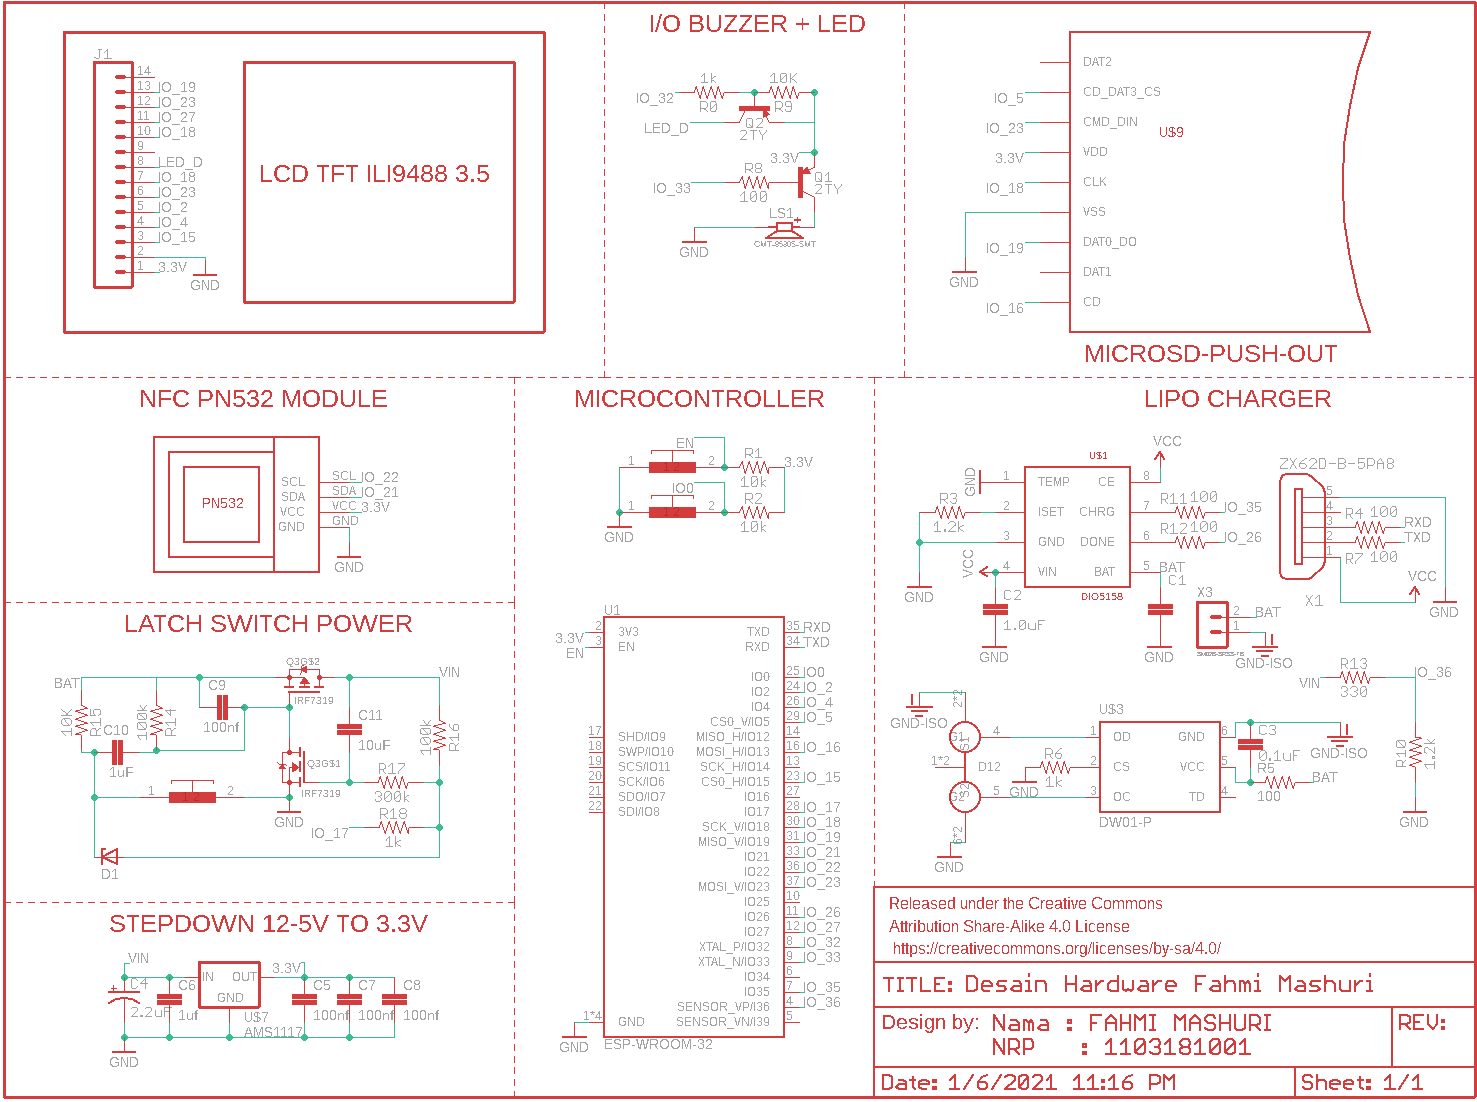 J1
14
13 IO_19
12 IO_23
11 IO_27
10 IO_18
9
8 LED_D
7 IO_18
6 IO_23
5 IO_2
4 IO_4
3 IO_15
2
1 3.3V
GND
LCD TFT ILI9488 3.5
I/O BUZZER + LED
1k 10K
IO_32
R0 R9
LED_D
Q2
2TY
3.3V
R8
IO_33
100
Q1
2TY
LS1
+
CMT-8530S-SMT
GND
DAT2
IO_5 CD_DAT3_CS
IO_23 CMD_DIN
U$9
3.3V VDD
IO_18 CLK
VSS
IO_19 DAT0_DO
DAT1
GND
IO_16 CD
MICROSD-PUSH-OUT
NFC PN532 MODULE
PN532
SCL SCL IO_22
SDA SDA IO_21
VCC VCC 3.3V
GND GND
GND
MICROCONTROLLER
EN
1 2 R1 3.3V
10k
IO0
1 2 R2
10k
GND
U1
3.3V 2 3V3 TXD 35 RXD
EN 3 EN RXD 34 TXD
IO0 25 IO0
IO2 24 IO_2
IO4 26 IO_4
CS0_V/IO5 29 IO_5
17 SHD/IO9 MISO_H/IO12 14
18 SWP/IO10 MOSI_H/IO13 16 IO_16
19 SCS/IO11 SCK_H/IO14 13
20 SCK/IO6 CS0_H/IO15 23 IO_15
21 SDO/IO7 IO16 27
22 SDI/IO8 IO17 28 IO_17
SCK_V/IO18 30 IO_18
MISO_V/IO19 31 IO_19
IO21 33 IO_21
IO22 36 IO_22
MOSI_V/IO23 37 IO_23
IO25 10
IO26 11 IO_26
IO27 12 IO_27
XTAL_P/IO32 8 IO_32
XTAL_N/IO33 9 IO_33
IO34 6
IO35 7 IO_35
SENSOR_VP/I36 4 IO_36
1*4 GND SENSOR_VN/I39 5
GND
ESP-WROOM-32
LIPO CHARGER
VCC
U$1
GND 1 TEMP CE 8
R3
1.2k
2 ISET CHRG 7 R11 100 IO_35
3 GND DONE 6 R12 100 IO_26
VCC 4 VIN BAT 5 BAT
DIO5158
GND
C2
1.0uF
GND
C1
GND
ZX62D-B-5PA8
5
4
3 R4 100 RXD
2 TXD
1 R7 100
X1
VCC
GND
X3
2 BAT
1
GND-ISO
VIN R13 IO_36
330
R10
1.2k
GND
GND-ISO
2*2
G1 S1 4
1*2 D12
G2 S2 5
6*2
GND
R6
1k
GND
U$3
1 OD GND 6
2 CS VCC 5
3 OC TD 4
DW01-P
C3
0.1uF
GND-ISO
R5 BAT
100
LATCH SWITCH POWER
BAT
Q3G$2
IRF7319
VIN
10K
R15
C10
1uF
100k
R14
C9
100nf
C11
10uF
100k
R16
Q3G$1
IRF7319
1 2
GND
R17
300k
IO_17
R18
1k
D1
STEPDOWN 12-5V TO 3.3V
VIN
+
C4
2.2uF
C6
1uf
IN OUT
GND
U$7
AMS1117
3.3V
C5
100nf
C7
100nf
C8
100nf
GND
Released under the Creative Commons
Attribution Share-Alike 4.0 License
https://creativecommons.org/licenses/by-sa/4.0/
TITLE: Desain Hardware Fahmi Mashuri
Design by: Nama : FAHMI MASHURI
NRP : 1103181001
REV:
Date: 1/6/2021 11:16 PM
Sheet: 1/1